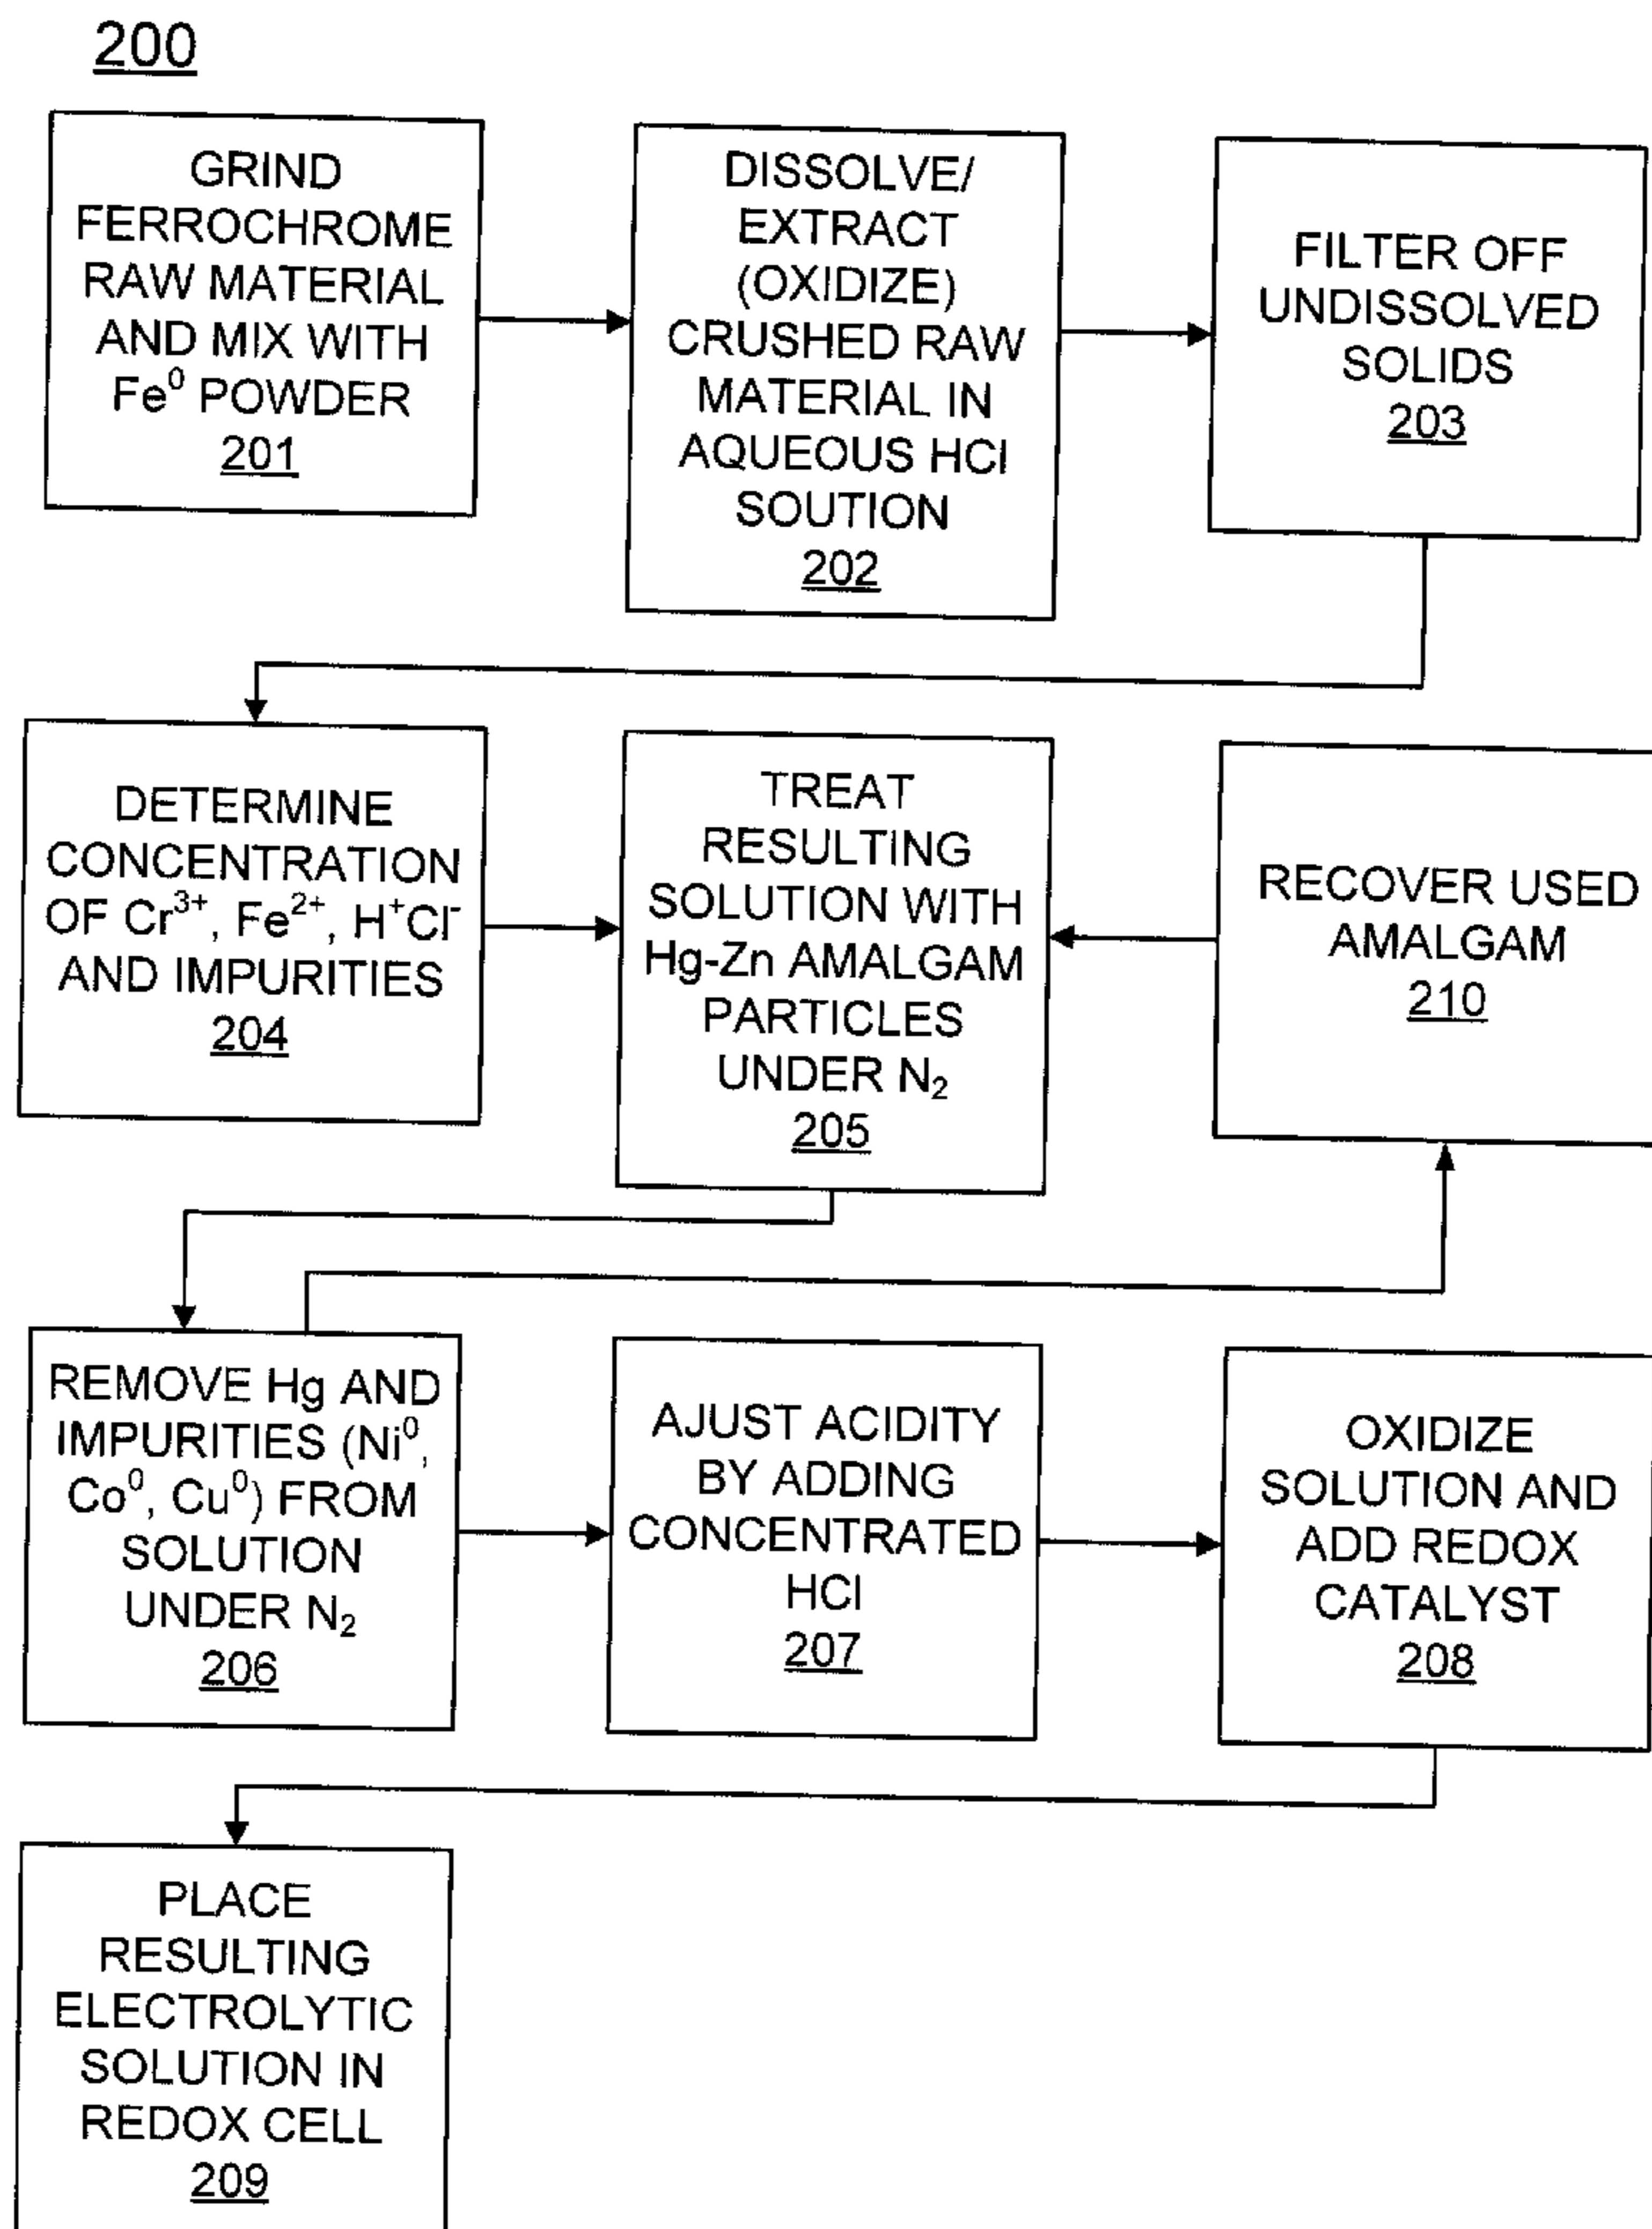 200
GRIND
FERROCHROME
RAW MATERIAL
AND MIX WITH
Fe⁰ POWDER
201
DISSOLVE/
EXTRACT
(OXIDIZE)
CRUSHED RAW
MATERIAL IN
AQUEOUS HCl
SOUTION
202
FILTER OFF
UNDISSOLVED
SOLIDS
203
DETERMINE
CONCENTRATION
OF Cr³⁺, Fe²⁺, H⁺Cl⁻
AND IMPURITIES
204
TREAT
RESULTING
SOLUTION WITH
Hg-Zn AMALGAM
PARTICLES
UNDER N₂
205
RECOVER USED
AMALGAM
210
REMOVE Hg AND
IMPURITIES (Ni⁰,
Co⁰, Cu⁰) FROM
SOLUTION
UNDER N₂
206
AJUST ACIDITY
BY ADDING
CONCENTRATED
HCl
207
OXIDIZE
SOLUTION AND
ADD REDOX
CATALYST
208
PLACE
RESULTING
ELECTROLYTIC
SOLUTION IN
REDOX CELL
209